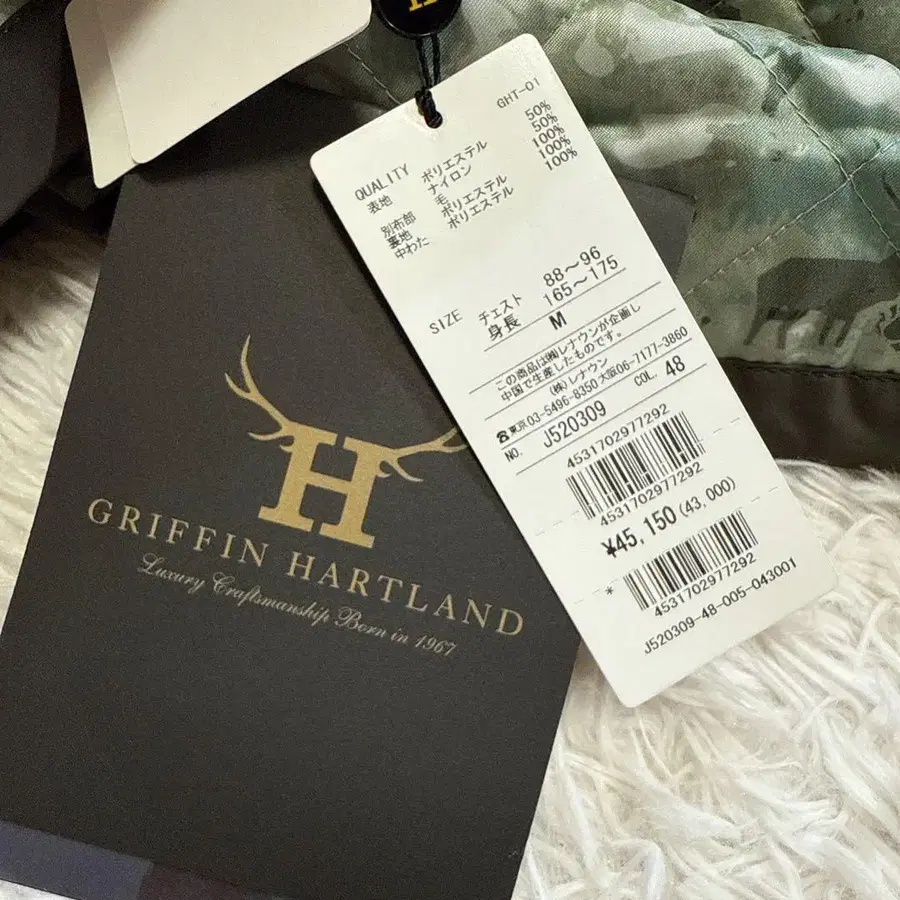 H
GRIFFIN HARTLAND
Luxury Craftsmanship Born in 1967
GHT-01
QUALITY
表地 ポリエステル 50%
ナイロン 50%
別布部 毛 100%
裏地 ポリエステル 100%
中わた ポリエステル 100%
SIZE チェスト 88～96
身長 165～175
M
この商品は㈱レナウンが企画し
中国で生産したものです。
(株)レナウン
☎東京03-5496-8350 大阪06-7177-3860
NO. J520309 COL. 48
4531702977292
4531702977292
¥45,150 (43,000)
*
4531702977292
J520309-48-005-043001